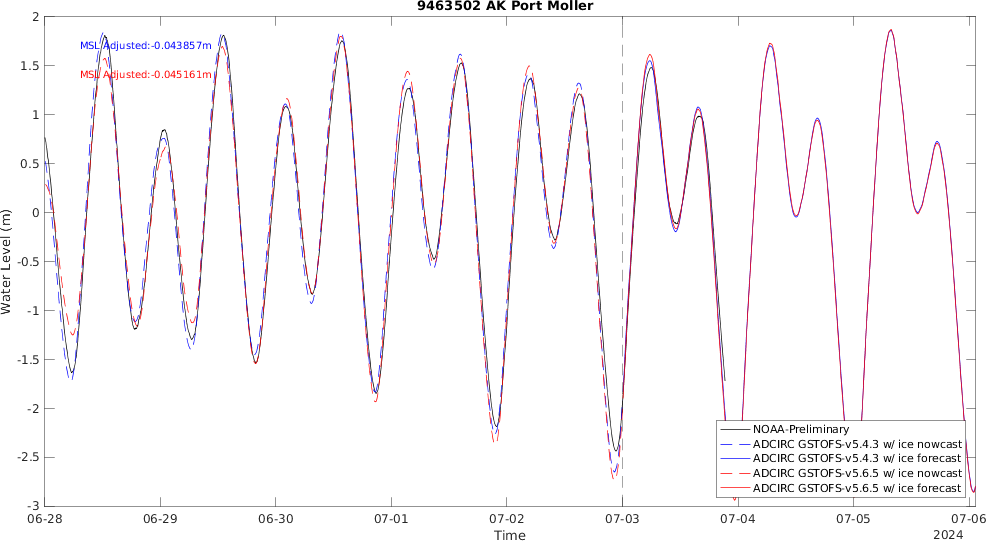 9463502 AK Port Moller
MSL Adjusted:-0.043857m
MSL Adjusted:-0.045161m
2
1.5
1
0.5
0
-0.5
-1
-1.5
-2
-2.5
-3
Water Level (m)
NOAA-Preliminary
ADCIRC GSTOFS-v5.4.3 w/ ice nowcast
ADCIRC GSTOFS-v5.4.3 w/ ice forecast
ADCIRC GSTOFS-v5.6.5 w/ ice nowcast
ADCIRC GSTOFS-v5.6.5 w/ ice forecast
06-28 06-29 06-30 07-01 07-02 07-03 07-04 07-05 07-06
Time
2024